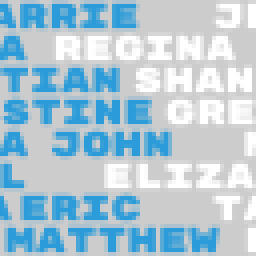 ARRIE J
A REGINA
TIAN SHAN
STINE GRE
A JOHN
L ELIZA
A ERIC TA
MATTHEW